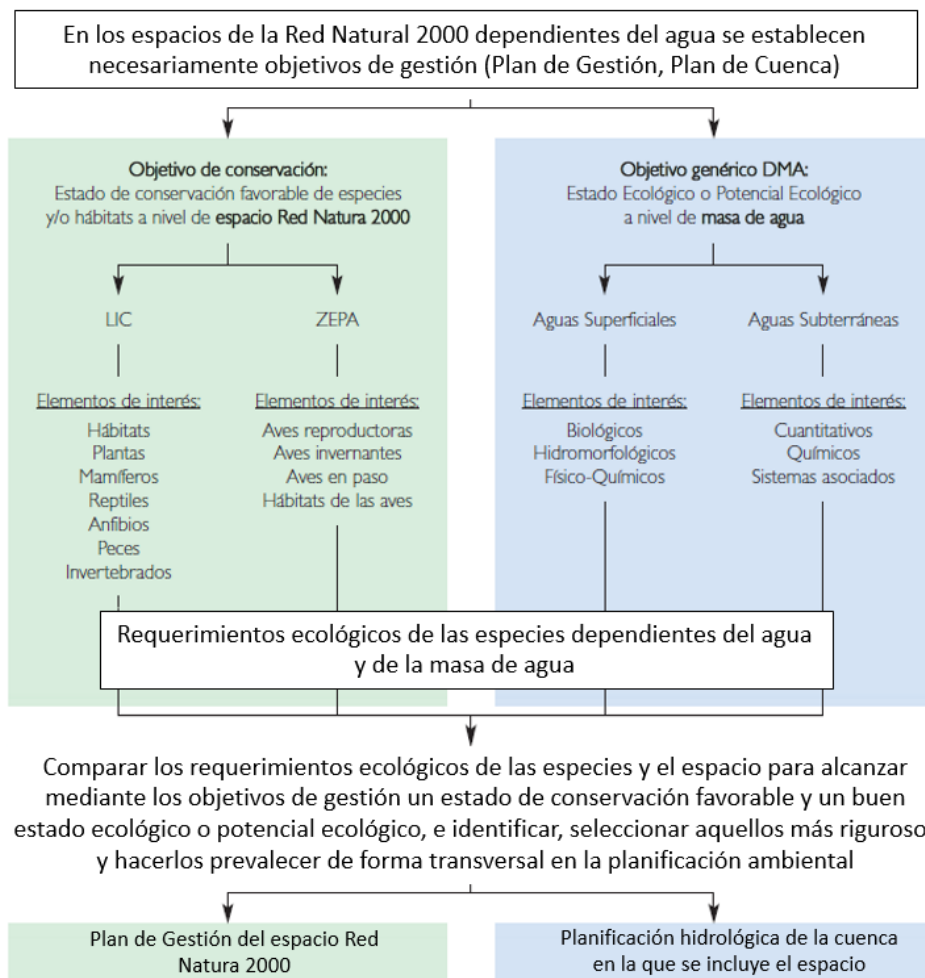 En los espacios de la Red Natural 2000 dependientes del agua se establecen
necesariamente objetivos de gestión (Plan de Gestión, Plan de Cuenca)
Objetivo de conservación:
Estado de conservación favorable de especies
y/o hábitats a nivel de espacio Red Natura 2000
LIC
ZEPA
Elementos de interés:
Hábitats
Plantas
Mamíferos
Reptiles
Anfibios
Peces
Invertebrados
Elementos de interés:
Aves reproductoras
Aves invernantes
Aves en paso
Hábitats de las aves
Objetivo genérico DMA:
Estado Ecológico o Potencial Ecológico
a nivel de masa de agua
Aguas Superficiales
Aguas Subterráneas
Elementos de interés:
Biológicos
Hidromorfológicos
Físico-Químicos
Elementos de interés:
Cuantitativos
Químicos
Sistemas asociados
Requerimientos ecológicos de las especies dependientes del agua
y de la masa de agua
Comparar los requerimientos ecológicos de las especies y el espacio para alcanzar
mediante los objetivos de gestión un estado de conservación favorable y un buen
estado ecológico o potencial ecológico, e identificar, seleccionar aquellos más riguroso
y hacerlos prevalecer de forma transversal en la planificación ambiental
Plan de Gestión del espacio Red
Natura 2000
Planificación hidrológica de la cuenca
en la que se incluye el espacio